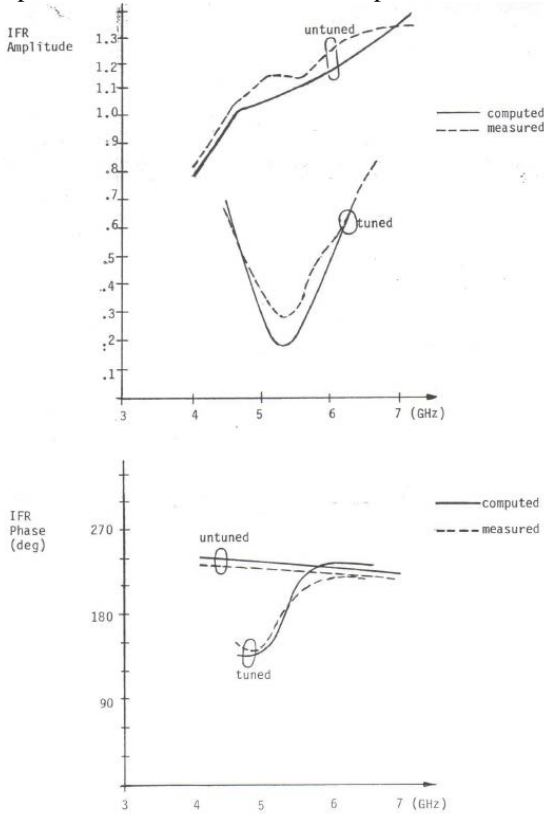 IFR
Amplitude
untuned
1.3
1.2
1.1
1.0
.9
.8
.7
.6
.5
.4
.3
.2
.1
computed
measured
tuned
3 4 5 6 7 (GHz)
IFR
Phase
(deg)
computed
measured
270
untuned
180
tuned
90
3 4 5 6 7 (GHz)